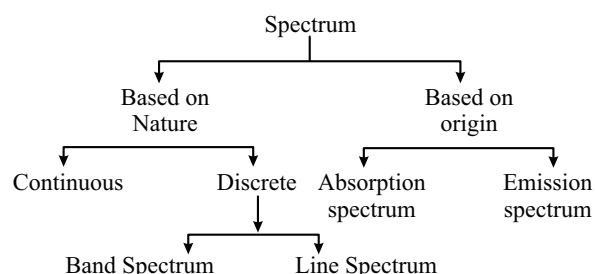 Spectrum
Based on
Nature
Based on
origin
Continuous
Discrete
Absorption
spectrum
Emission
spectrum
Band Spectrum
Line Spectrum